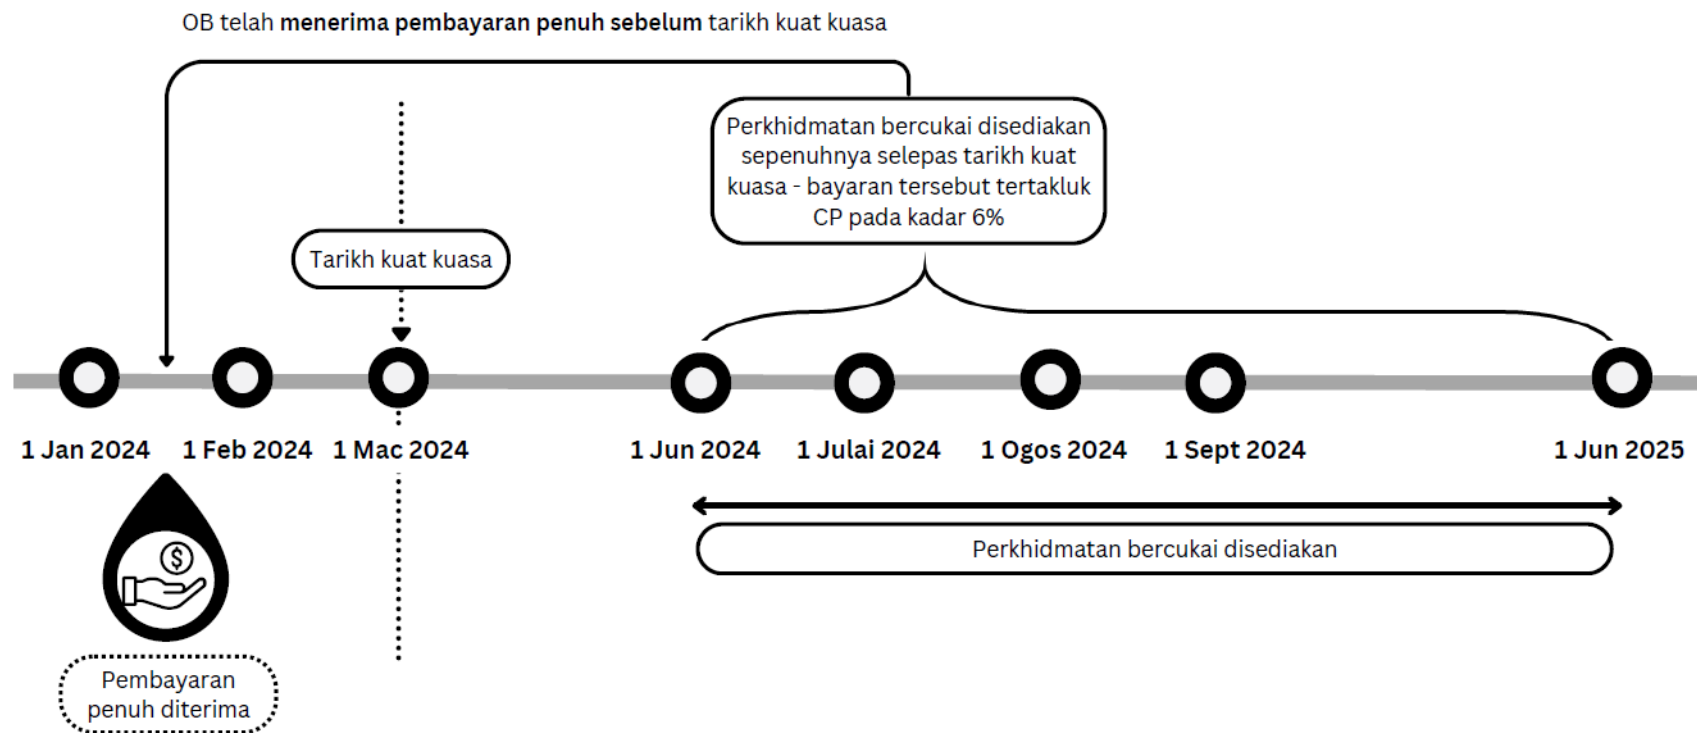 OB telah menerima pembayaran penuh sebelum tarikh kuat kuasa
Perkhidmatan bercukai disediakan
sepenuhnya selepas tarikh kuat
kuasa - bayaran tersebut tertakluk
CP pada kadar 6%
Tarikh kuat kuasa
1 Jan 2024
1 Feb 2024
1 Mac 2024
1 Jun 2024
1 Julai 2024
1 Ogos 2024
1 Sept 2024
1 Jun 2025
Perkhidmatan bercukai disediakan
$
Pembayaran
penuh diterima